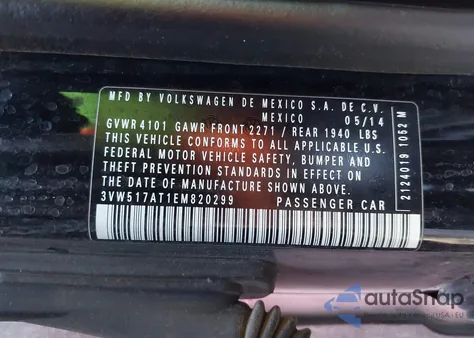 MFD BY VOLKSWAGEN DE MEXICO S.A. DE C.V.
MEXICO 05/14
GVWR 4101 GAWR FRONT 2271 / REAR 1940 LBS
THIS VEHICLE CONFORMS TO ALL APPLICABLE U.S.
FEDERAL MOTOR VEHICLE SAFETY, BUMPER AND
THEFT PREVENTION STANDARDS IN EFFECT ON
THE DATE OF MANUFACTURE SHOWN ABOVE.
3VW517AT1EM820299 PASSENGER CAR
2124019 1052 M
autoSnap
USA - EU